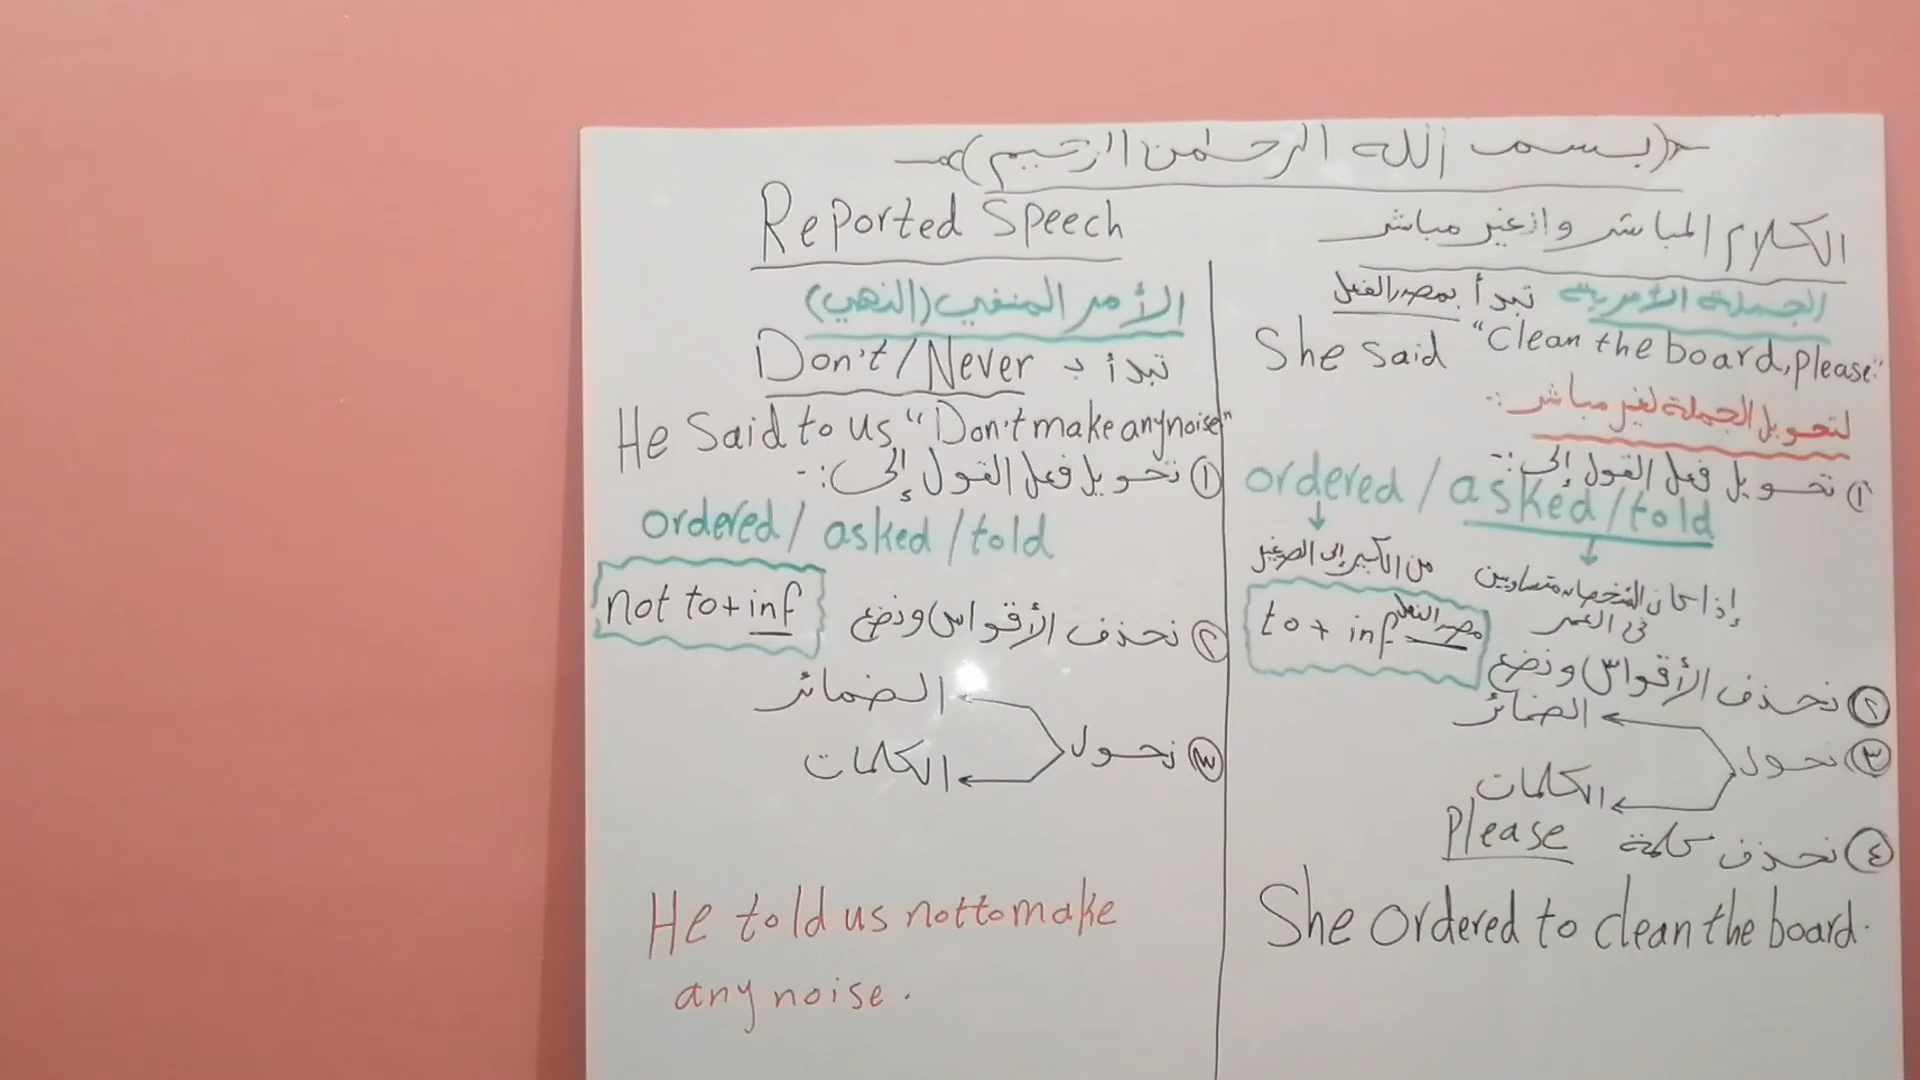 ﴿بسم الله الرحمٰن الرحيم﴾
Reported Speech
الكلام المباشر والغير مباشر
الجملة الأمرية تبدأ بمصدر الفعل
She said "Clean the board, please."
لتحويل الجملة لغير مباشر :-
① تحويل فعل القول إلى :-
ordered / asked / told
من الكبير إلى الصغير
إذا كان الشخصان متساويين
في العمر
② نحذف الأقواس ونضع
to + inf مصدر الفعل
③ نحول
الضمائر
الكلمات
④ نحذف كلمة Please
She ordered to clean the board.
الأمر المنفي (النهي)
تبدأ بـ Don't / Never
He Said to us "Don't make any noise"
① تحويل فعل القول إلى :-
ordered / asked / told
② نحذف الأقواس ونضع not to + inf
③ نحول
الضمائر
الكلمات
He told us not to make
any noise.